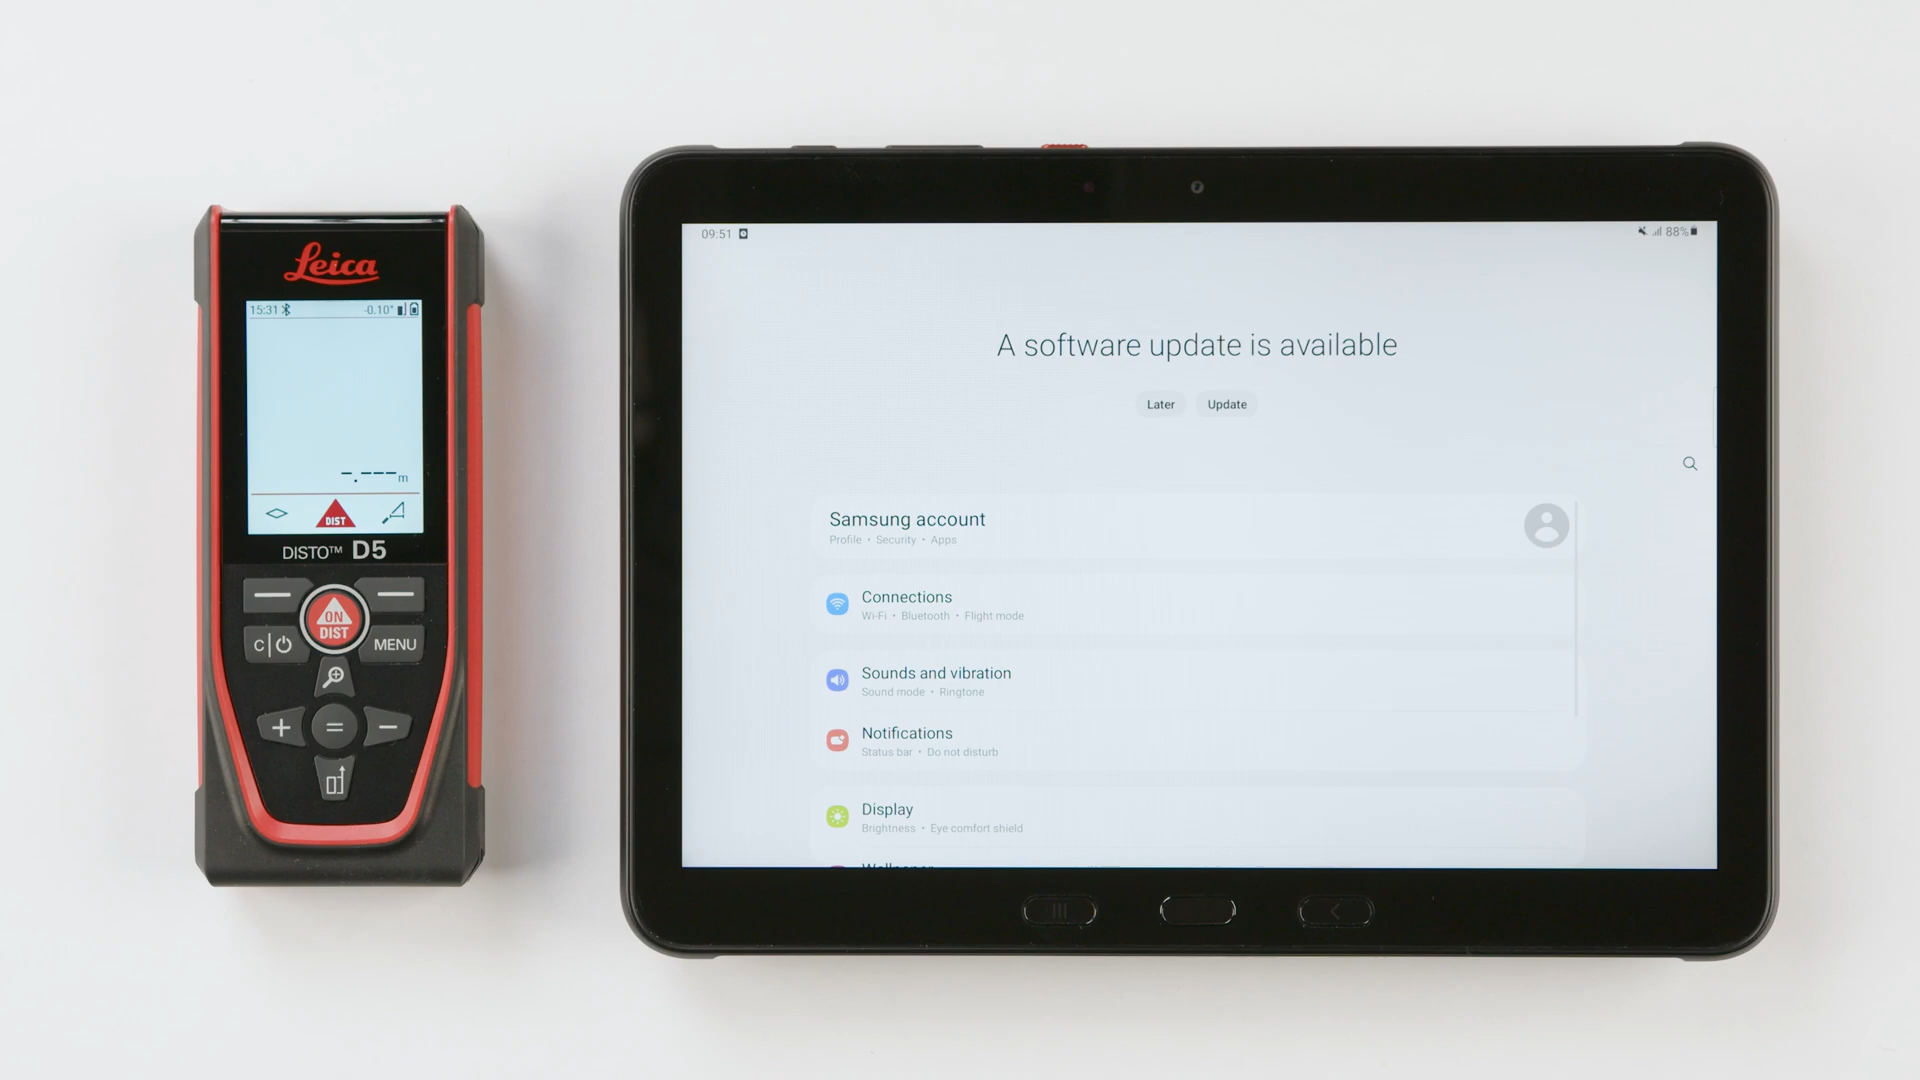 Leica
15:31 -0.10°
-.--- m
DIST
DISTO™ D5
ON
DIST
C MENU
+ = −
09:51 88%
A software update is available
Later Update
Samsung account
Profile • Security • Apps
Connections
Wi-Fi • Bluetooth • Flight mode
Sounds and vibration
Sound mode • Ringtone
Notifications
Status bar • Do not disturb
Display
Brightness • Eye comfort shield